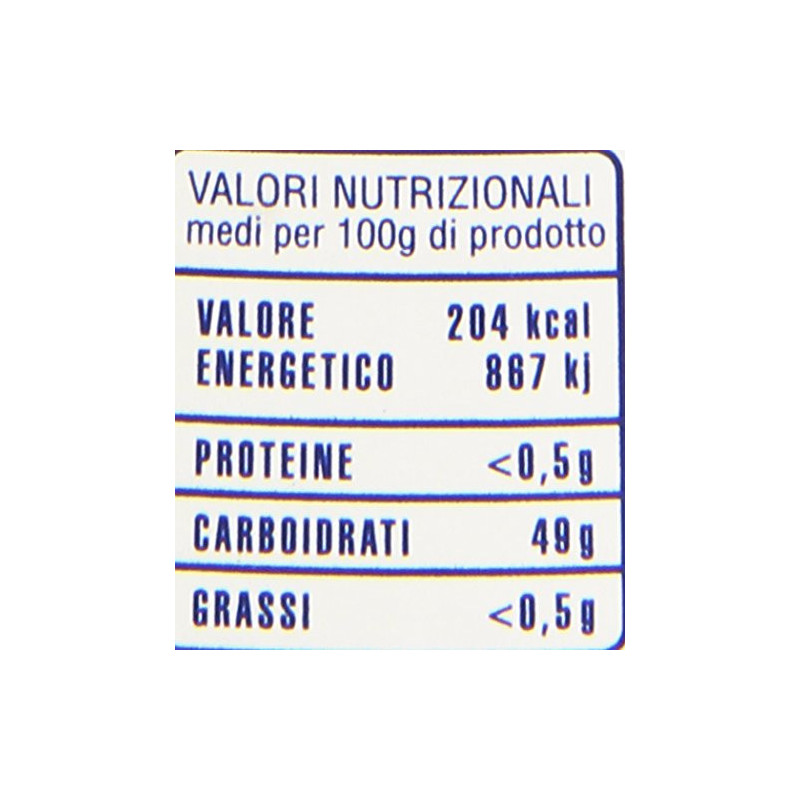 VALORI NUTRIZIONALI
medi per 100g di prodotto
VALORE 204 kcal
ENERGETICO 867 kj
PROTEINE <0,5g
CARBOIDRATI 49g
GRASSI <0,5g